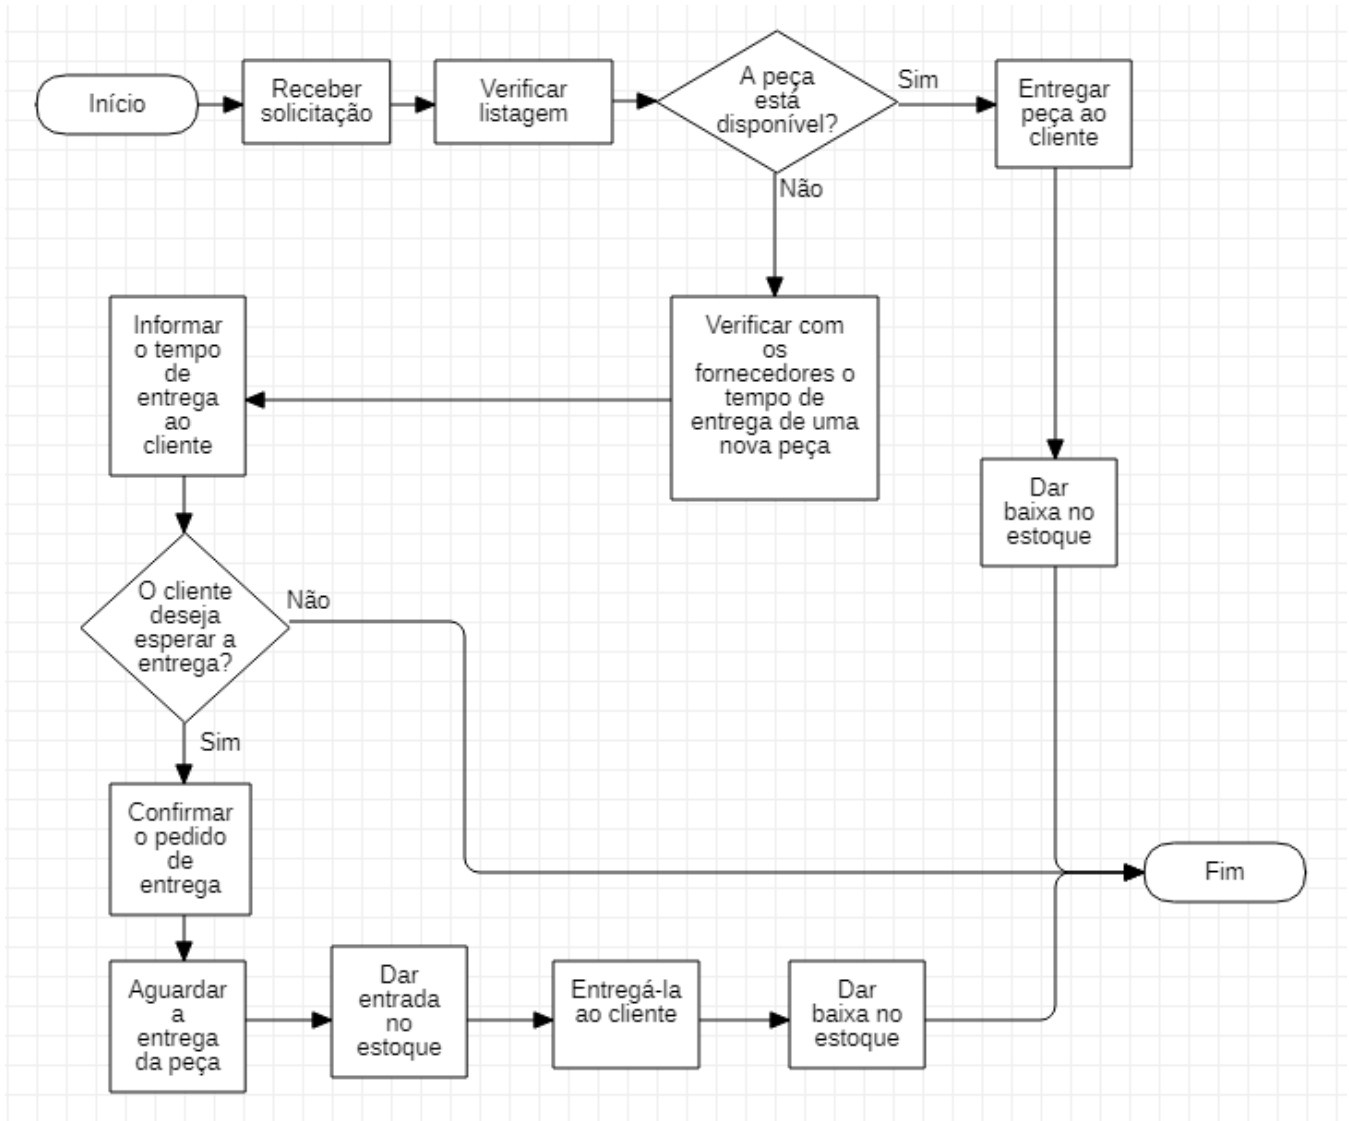 Início
Receber
solicitação
Verificar
listagem
A peça
está
disponível?
Sim
Entregar
peça ao
cliente
Não
Informar
o tempo
de
entrega
ao
cliente
Verificar com
os
fornecedores o
tempo de
entrega de uma
nova peça
Dar
baixa no
estoque
O cliente
deseja
esperar a
entrega?
Não
Sim
Confirmar
o pedido
de
entrega
Fim
Aguardar
a
entrega
da peça
Dar
entrada
no
estoque
Entregá-la
ao cliente
Dar
baixa no
estoque